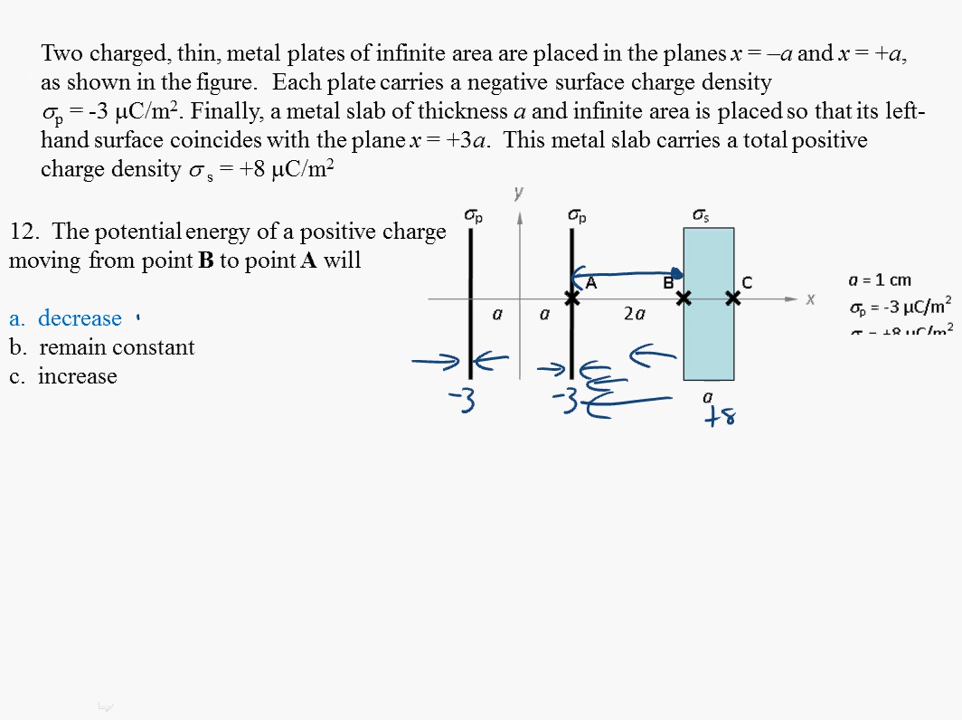 Two charged, thin, metal plates of infinite area are placed in the planes x = –a and x = +a,
as shown in the figure. Each plate carries a negative surface charge density
σp = -3 μC/m². Finally, a metal slab of thickness a and infinite area is placed so that its left-
hand surface coincides with the plane x = +3a. This metal slab carries a total positive
charge density σs = +8 μC/m²
y
σp σp σs
12. The potential energy of a positive charge
moving from point B to point A will
A B C
x
a = 1 cm
σp = -3 μC/m²
σ = +8 μC/m²
a a 2a
a. decrease
b. remain constant
c. increase
a
-3 -3 +8